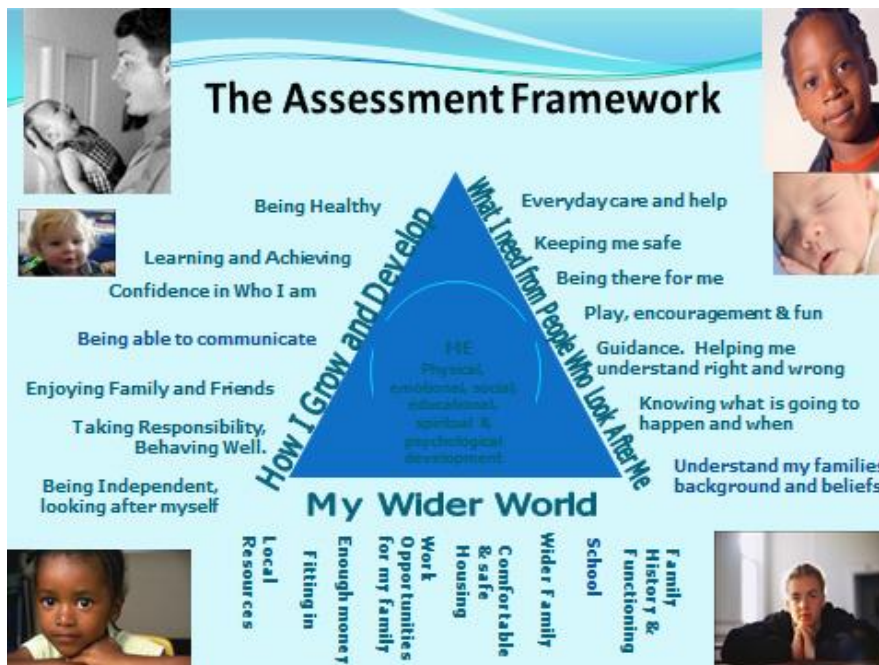 The Assessment Framework
How I Grow and Develop
Being Healthy
Learning and Achieving
Confidence in Who I am
Being able to communicate
Enjoying Family and Friends
Taking Responsibility,
Behaving Well.
Being Independent,
looking after myself
What I need from People Who Look After Me
Everyday care and help
Keeping me safe
Being there for me
Play, encouragement & fun
Guidance. Helping me
understand right and wrong
Knowing what is going to
happen and when
Understand my families
background and beliefs
ME
Physical,
emotional, social,
educational,
spiritual &
psychological
development
My Wider World
Local
Resources
Fitting in
Enough money
Work
Opportunities
for my family
Comfortable
& safe
Housing
Wider Family
School
Family
History &
Functioning